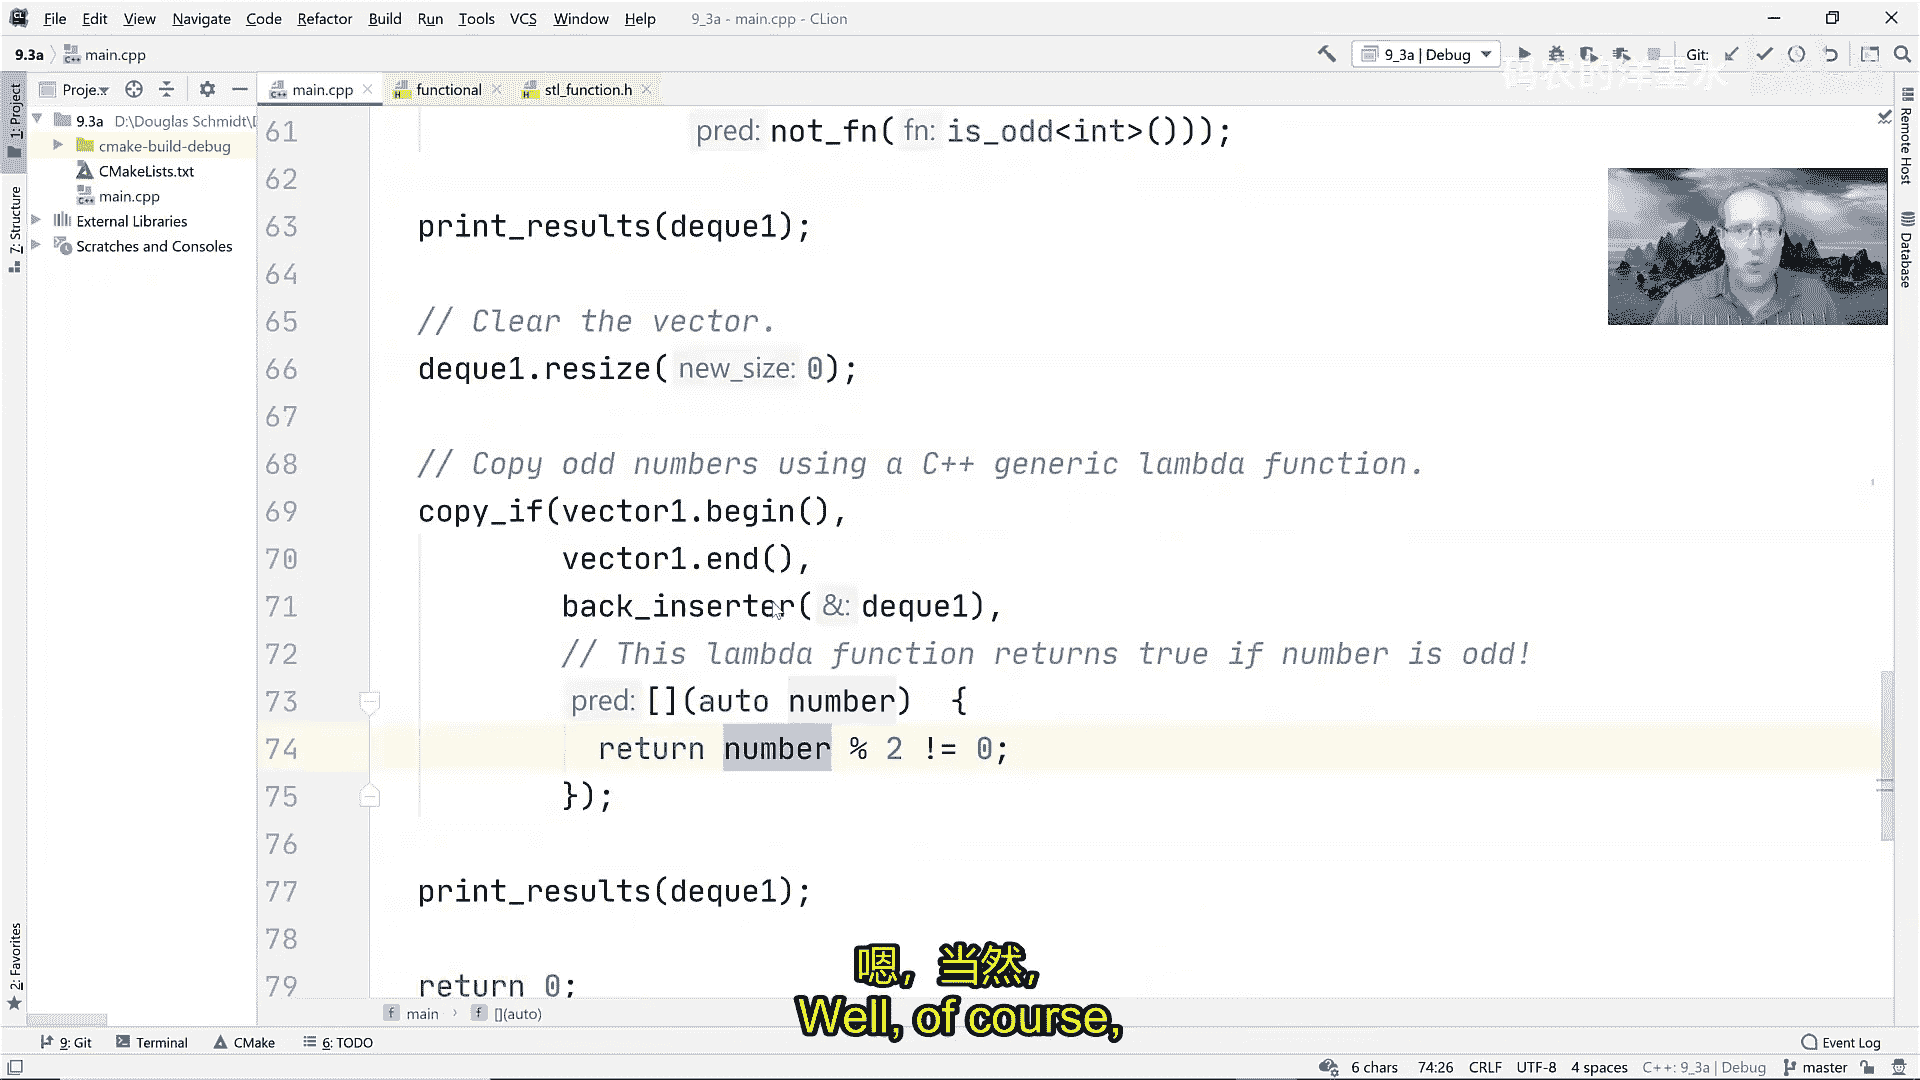 File Edit View Navigate Code Refactor Build Run Tools VCS Window Help 9_3a - main.cpp - CLion
9.3a main.cpp 9_3a | Debug Git:
码农的洋墨水
Proje... main.cpp functional stl_function.h
1: Project
7: Structure
2: Favorites
Remote Host
Database
9.3a D:\Douglas Schmidt\
cmake-build-debug
CMakeLists.txt
main.cpp
External Libraries
Scratches and Consoles
61 pred: not_fn( fn: is_odd<int>()));
62
63 print_results(deque1);
64
65 // Clear the vector.
66 deque1.resize( new_size: 0);
67
68 // Copy odd numbers using a C++ generic lambda function.
69 copy_if(vector1.begin(),
70 vector1.end(),
71 back_inserter( &: deque1),
72 // This lambda function returns true if number is odd!
73 pred: [](auto number) {
74 return number % 2 != 0;
75 });
76
77 print_results(deque1);
78
79 return 0;
嗯, 当然,
Well, of course,
main [](auto)
9: Git Terminal CMake 6: TODO Event Log
6 chars 74:26 CRLF UTF-8 4 spaces C++: 9_3a | Debug master